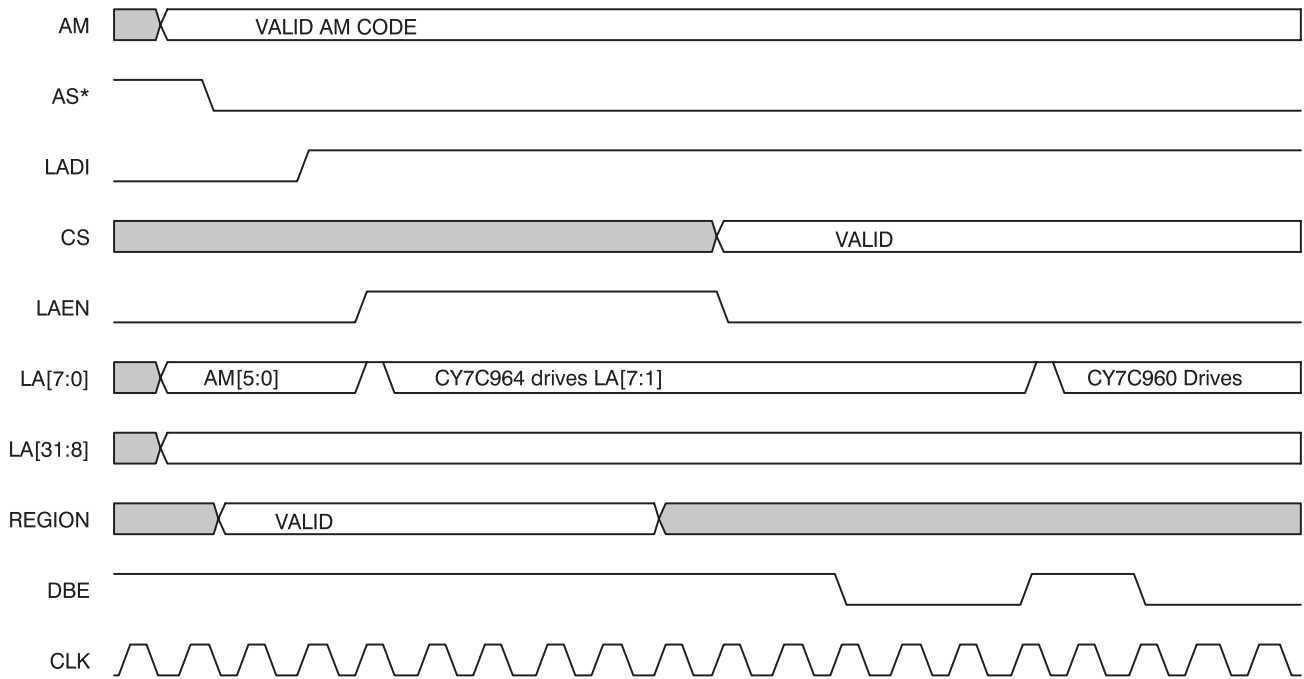 AM VALID AM CODE
AS*
LADI
CS VALID
LAEN
LA[7:0] AM[5:0] CY7C964 drives LA[7:1] CY7C960 Drives
LA[31:8]
REGION VALID
DBE
CLK